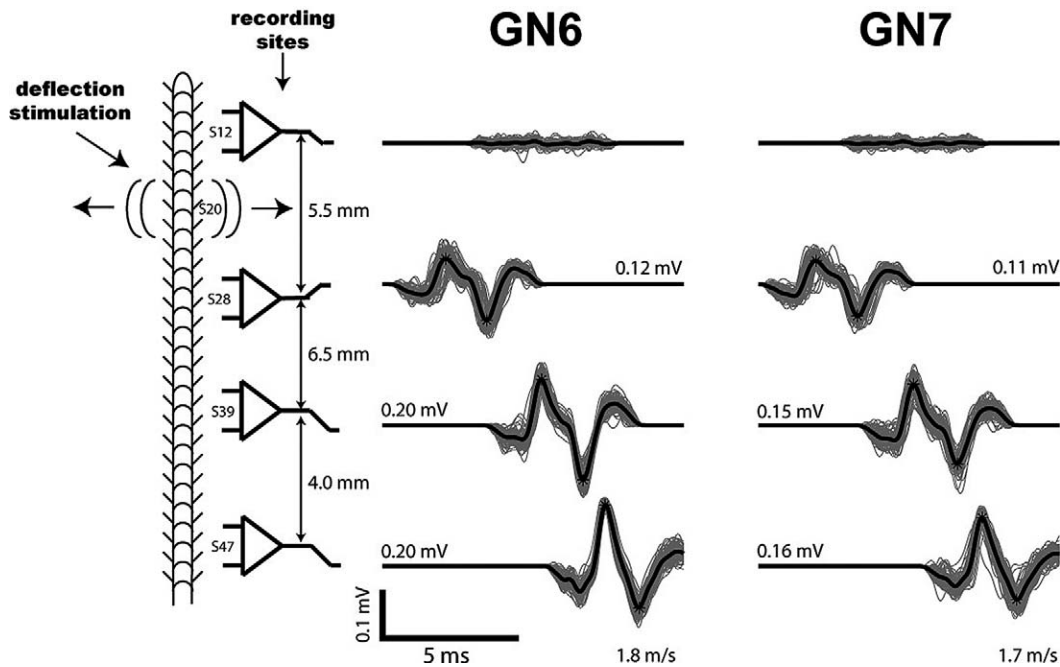 recording
sites
GN6
GN7
deflection
stimulation
S12
S20
5.5 mm
0.12 mV
0.11 mV
S28
6.5 mm
0.20 mV
0.15 mV
S39
4.0 mm
0.20 mV
0.16 mV
S47
0.1 mV
5 ms
1.8 m/s
1.7 m/s